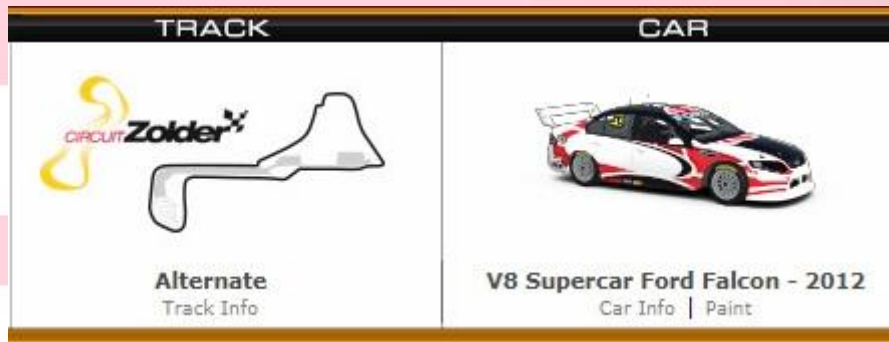 TRACK
CAR
CIRCUIT Zolder
Alternate
Track Info
V8 Supercar Ford Falcon - 2012
Car Info | Paint